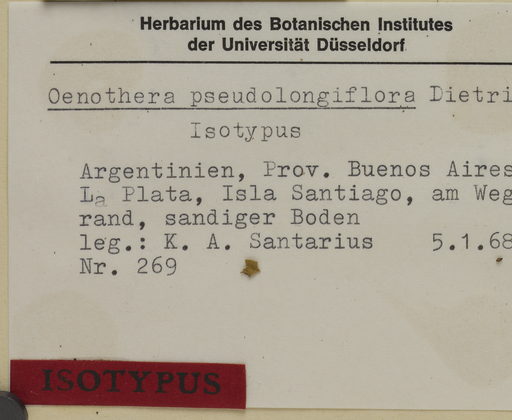 Herbarium des Botanischen Institutes
der Universität Düsseldorf
Oenothera pseudolongiflora Dietri
Isotypus
Argentinien, Prov. Buenos Aires
La Plata, Isla Santiago, am Weg
rand, sandiger Boden
leg.: K. A. Santarius 5.1.68
Nr. 269
ISOTYPUS